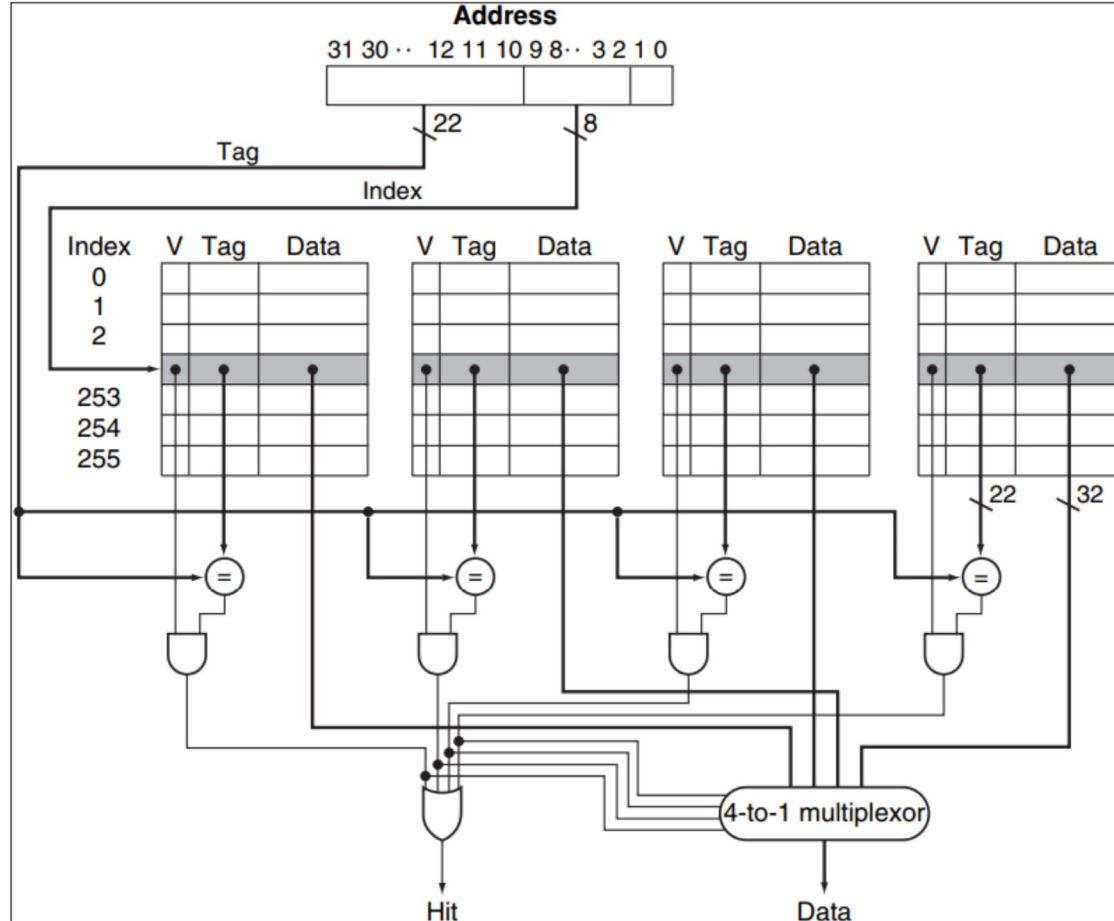 Address
31 30 ·· 12 11 10 9 8 ·· 3 2 1 0
22 8
Tag
Index
Index V Tag Data V Tag Data V Tag Data V Tag Data
0
1
2
253
254
255
22 32
= = = =
4-to-1 multiplexor
Hit Data